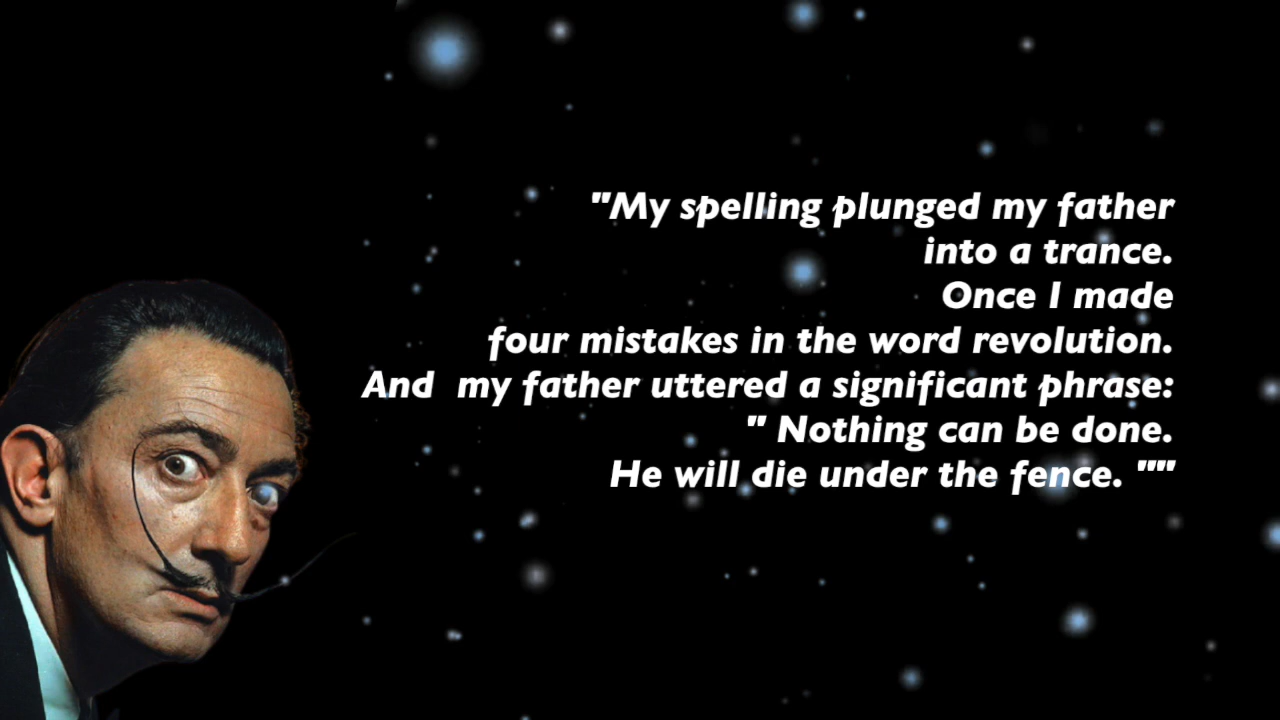 "My spelling plunged my father
into a trance.
Once I made
four mistakes in the word revolution.
And  my father uttered a significant phrase:
" Nothing can be done.
He will die under the fence. """